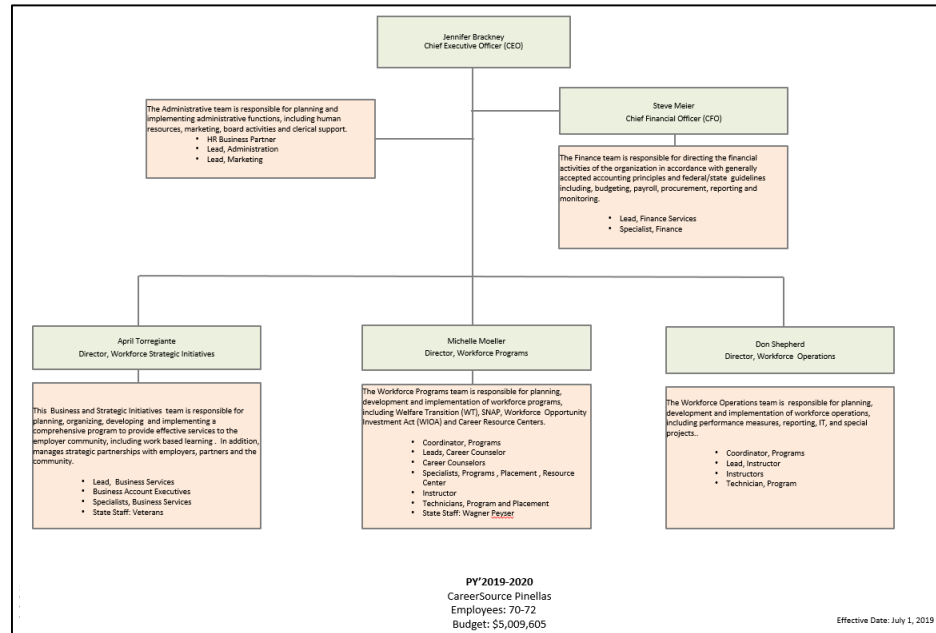 Jennifer Brackney
Chief Executive Officer (CEO)
The Administrative team is responsible for planning and
implementing administrative functions, including human
resources, marketing, board activities and clerical support.
• HR Business Partner
• Lead, Administration
• Lead, Marketing
Steve Meier
Chief Financial Officer (CFO)
The Finance team is responsible for directing the financial
activities of the organization in accordance with generally
accepted accounting principles and federal/state guidelines
including, budgeting, payroll, procurement, reporting and
monitoring.
• Lead, Finance Services
• Specialist, Finance
April Torregiante
Director, Workforce Strategic Initiatives
This Business and Strategic Initiatives team is responsible for
planning, organizing, developing and implementing a
comprehensive program to provide effective services to the
employer community, including work based learning . In addition,
manages strategic partnerships with employers, partners and the
community.
• Lead, Business Services
• Business Account Executives
• Specialists, Business Services
• State Staff: Veterans
Michelle Moeller
Director, Workforce Programs
The Workforce Programs team is responsible for planning,
development and implementation of workforce programs,
including Welfare Transition (WT), SNAP, Workforce Opportunity
Investment Act (WIOA) and Career Resource Centers.
• Coordinator, Programs
• Leads, Career Counselor
• Career Counselors
• Specialists, Programs , Placement , Resource
Center
• Instructor
• Technicians, Program and Placement
• State Staff: Wagner Peyser
Don Shepherd
Director, Workforce Operations
The Workforce Operations team is responsible for planning,
development and implementation of workforce operations,
including performance measures, reporting, IT, and special
projects..
• Coordinator, Programs
• Lead, Instructor
• Instructors
• Technician, Program
PY'2019-2020
CareerSource Pinellas
Employees: 70-72
Budget: $5,009,605
Effective Date: July 1, 2019